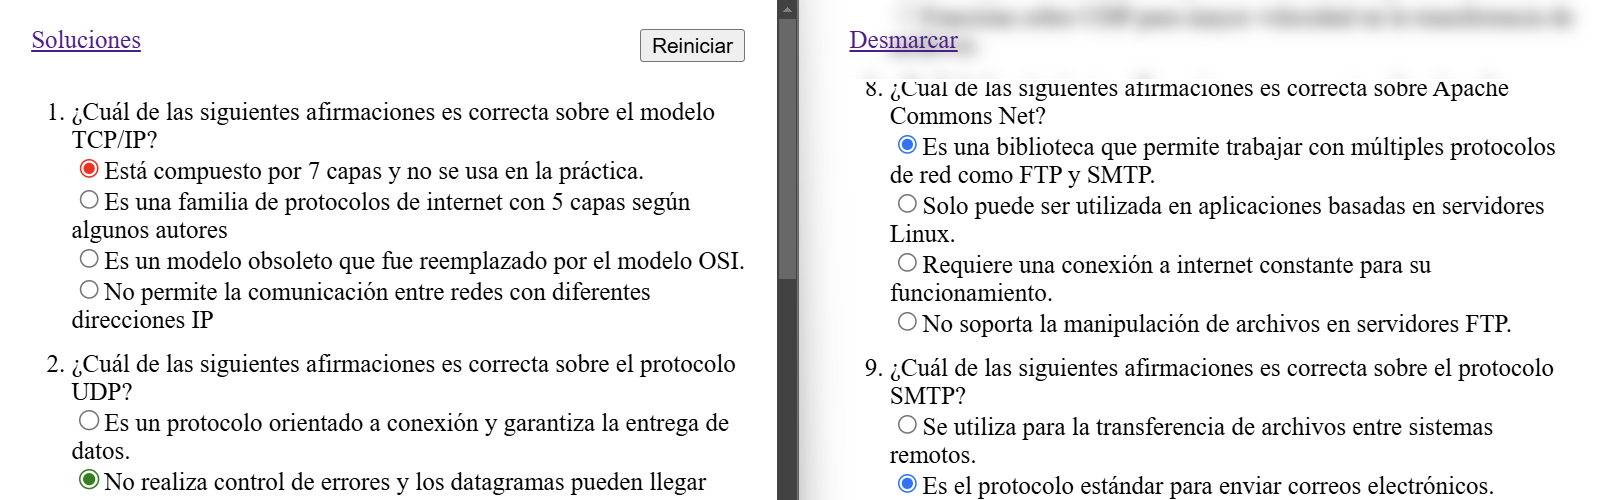 Soluciones
Reiniciar
1. ¿Cuál de las siguientes afirmaciones es correcta sobre el modelo
TCP/IP?
Está compuesto por 7 capas y no se usa en la práctica.
Es una familia de protocolos de internet con 5 capas según
algunos autores
Es un modelo obsoleto que fue reemplazado por el modelo OSI.
No permite la comunicación entre redes con diferentes
direcciones IP
2. ¿Cuál de las siguientes afirmaciones es correcta sobre el protocolo
UDP?
Es un protocolo orientado a conexión y garantiza la entrega de
datos.
No realiza control de errores y los datagramas pueden llegar
Desmarcar
8. ¿Cuál de las siguientes afirmaciones es correcta sobre Apache
Commons Net?
Es una biblioteca que permite trabajar con múltiples protocolos
de red como FTP y SMTP.
Solo puede ser utilizada en aplicaciones basadas en servidores
Linux.
Requiere una conexión a internet constante para su
funcionamiento.
No soporta la manipulación de archivos en servidores FTP.
9. ¿Cuál de las siguientes afirmaciones es correcta sobre el protocolo
SMTP?
Se utiliza para la transferencia de archivos entre sistemas
remotos.
Es el protocolo estándar para enviar correos electrónicos.